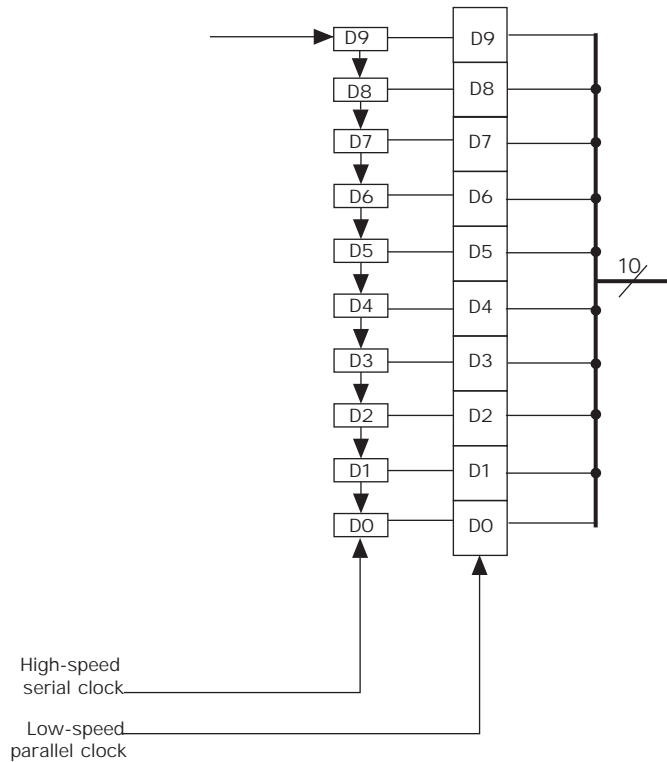 D9 D9
D8 D8
D7 D7
D6 D6
D5 D5
10
D4 D4
D3 D3
D2 D2
D1 D1
D0 D0
High-speed
serial clock
Low-speed
parallel clock